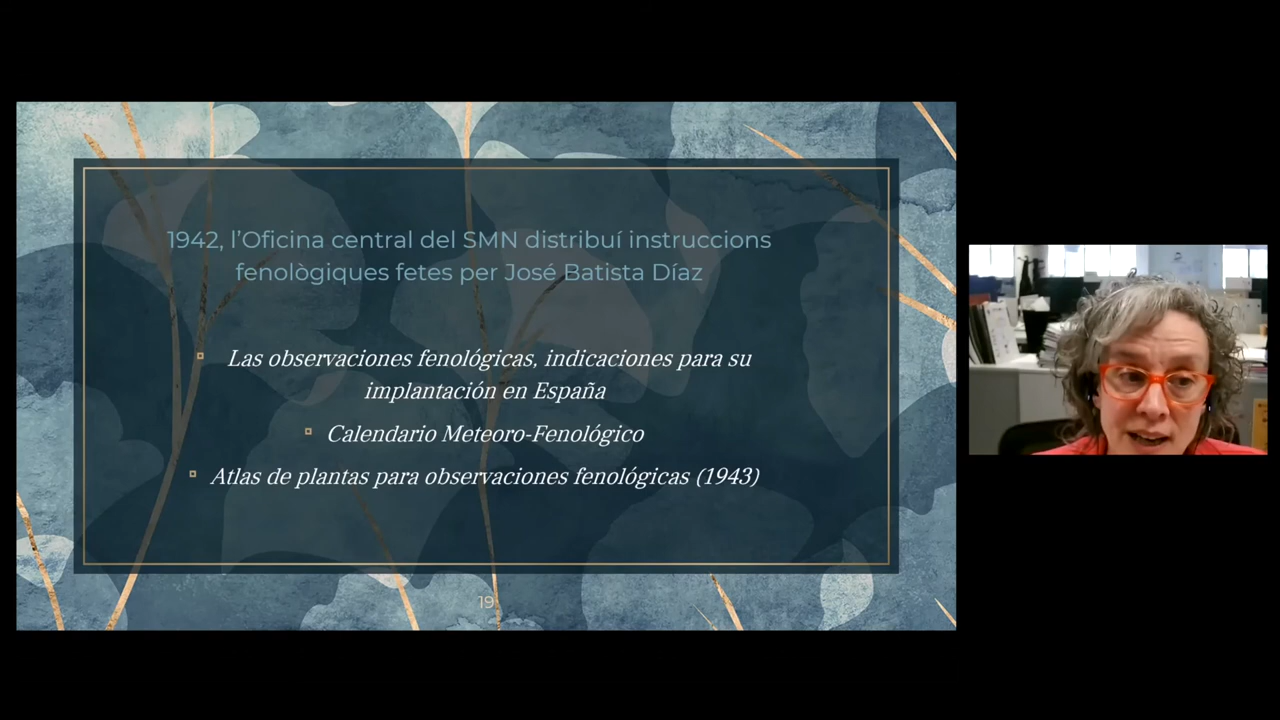 1942, l’Oficina central del SMN distribuí instruccions
fenològiques fetes per José Batista Díaz
Las observaciones fenológicas, indicaciones para su
implantación en España
Calendario Meteoro-Fenológico
Atlas de plantas para observaciones fenológicas (1943)
19